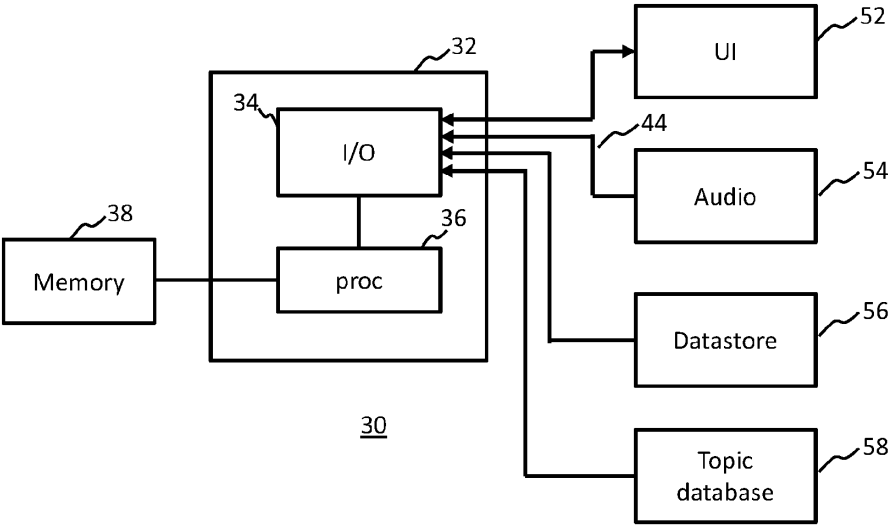 52
UI
32
34
I/O
44
54
Audio
38
36
Memory
proc
56
Datastore
30
58
Topic
database